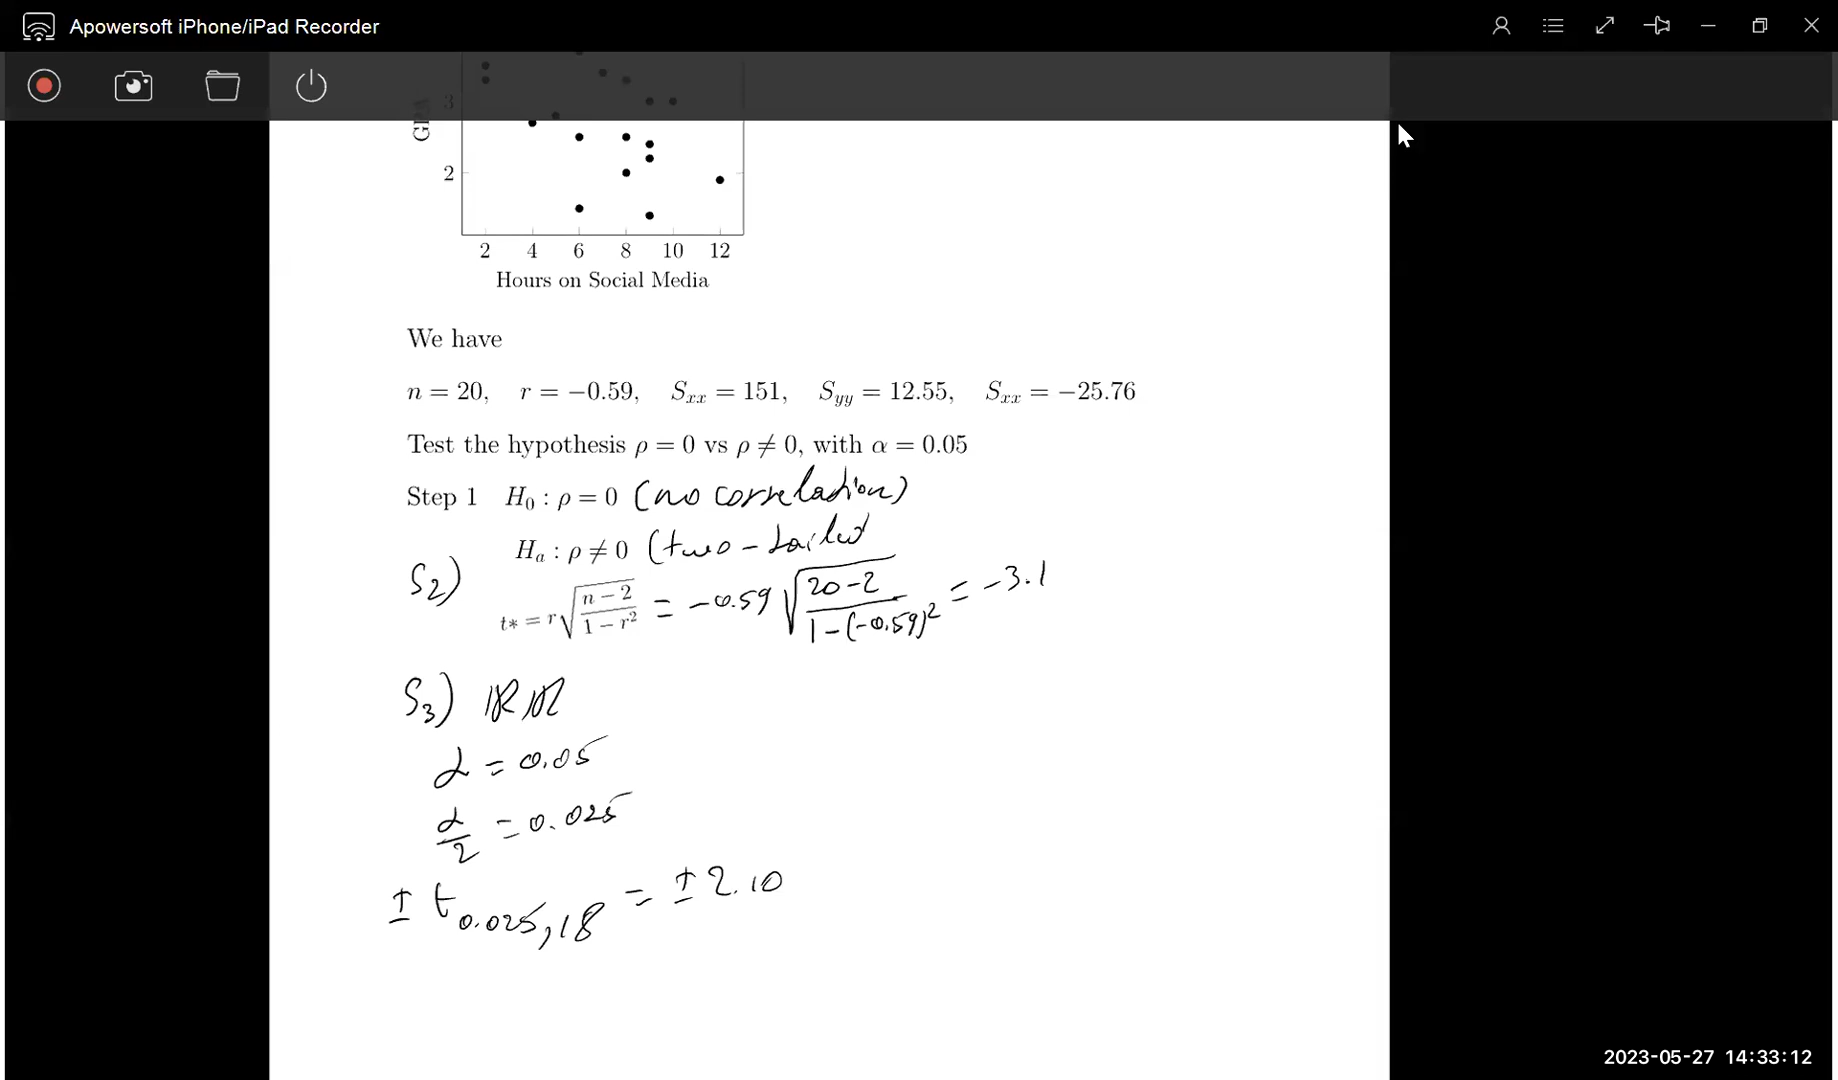 Apowersoft iPhone/iPad Recorder
3
GPA
2
2 4 6 8 10 12
Hours on Social Media
We have
n = 20, r = −0.59, Sxx = 151, Syy = 12.55, Sxx = −25.76
Test the hypothesis ρ = 0 vs ρ ≠ 0, with α = 0.05
Step 1 H₀ : ρ = 0 (no correlation)
Hₐ : ρ ≠ 0 (two-tailed
S2)
t* = r√((n − 2)/(1 − r²)) = −0.59 √((20−2)/(1−(−0.59)²)) = −3.1
S3) RR
α = 0.05
α/2 = 0.025
± t0.025,18 = ± 2.10
2023-05-27 14:33:12